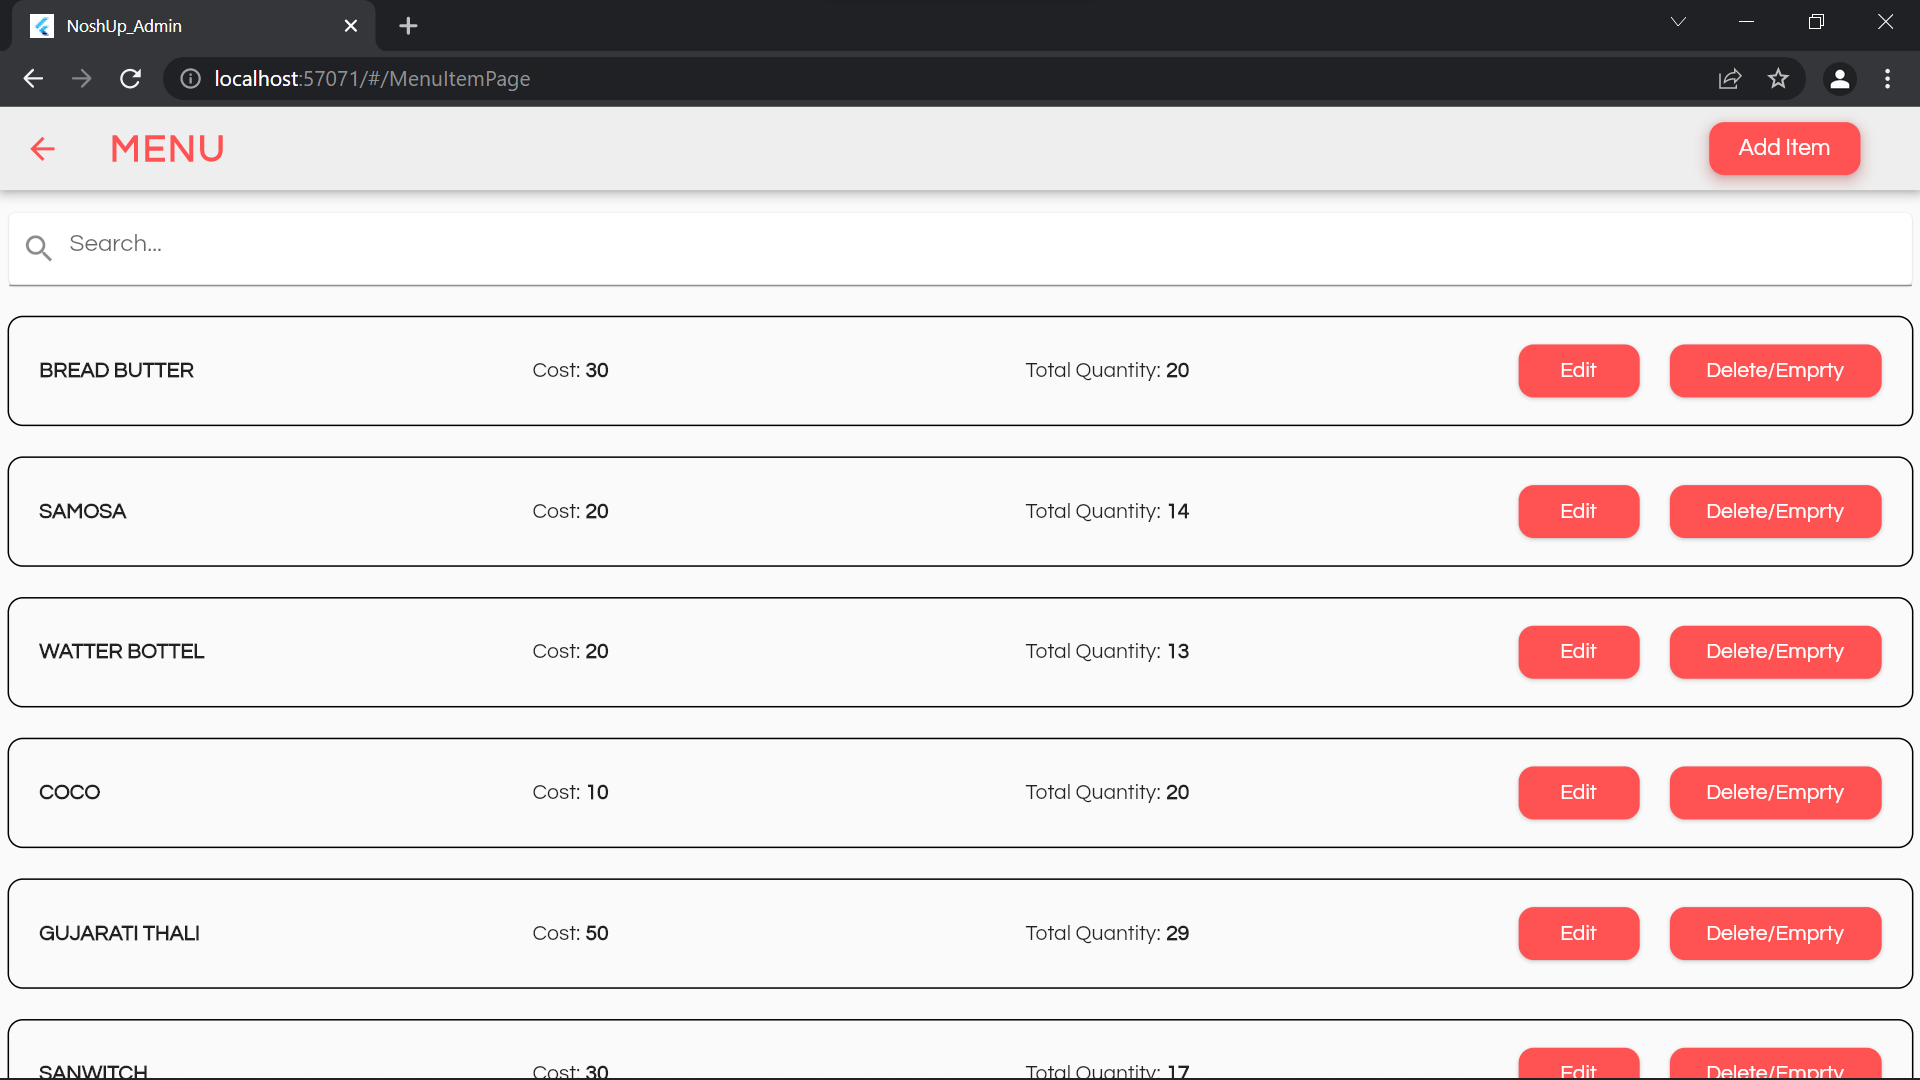 NoshUp_Admin
localhost:57071/#/MenuItemPage
MENU
Add Item
Search...
BREAD BUTTER Cost: 30 Total Quantity: 20 Edit Delete/Emprty
SAMOSA Cost: 20 Total Quantity: 14 Edit Delete/Emprty
WATTER BOTTEL Cost: 20 Total Quantity: 13 Edit Delete/Emprty
COCO Cost: 10 Total Quantity: 20 Edit Delete/Emprty
GUJARATI THALI Cost: 50 Total Quantity: 29 Edit Delete/Emprty
SANWITCH Cost: 30 Total Quantity: 17 Edit Delete/Emprty